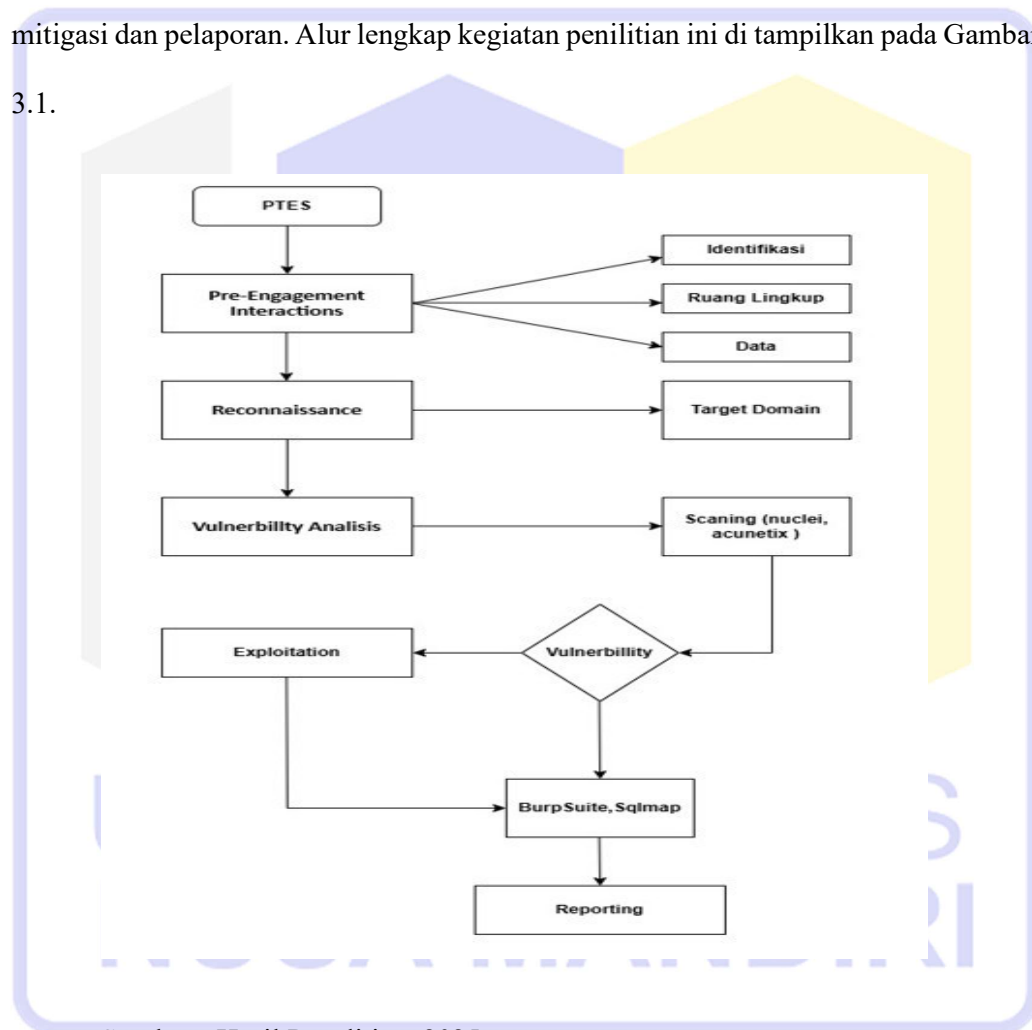 mitigasi dan pelaporan. Alur lengkap kegiatan penilitian ini di tampilkan pada Gambar
3.1.
PTES
Pre-Engagement
Interactions
Identifikasi
Ruang Lingkup
Data
Reconnaissance
Target Domain
Vulnerbillty Analisis
Scaning (nuclei,
acunetix )
Exploitation
Vulnerbillity
BurpSuite,Sqlmap
Reporting